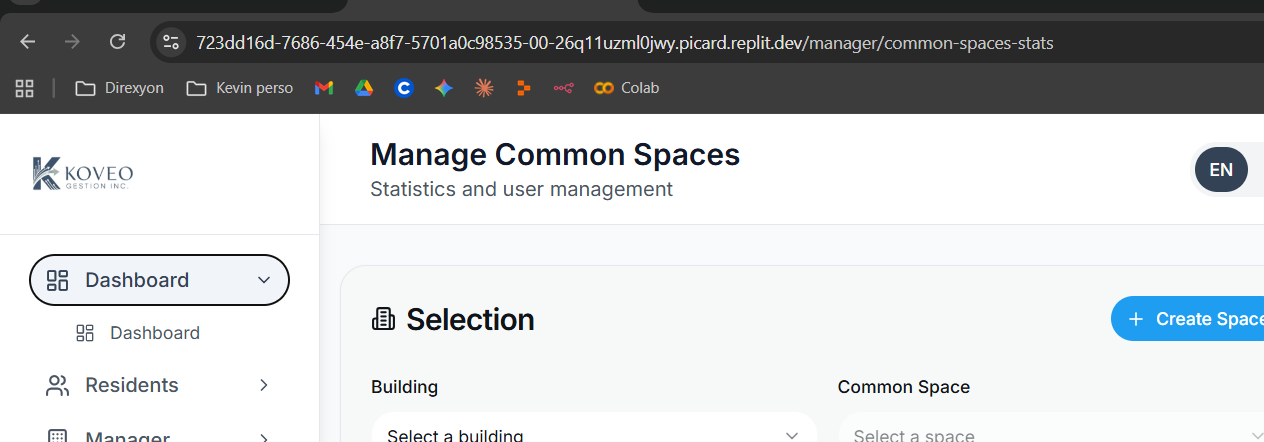 723dd16d-7686-454e-a8f7-5701a0c98535-00-26q11uzml0jwy.picard.replit.dev/manager/common-spaces-stats
Direxyon
Kevin perso
Colab
KOVEO
GESTION INC.
Manage Common Spaces
Statistics and user management
EN
Dashboard
Dashboard
Residents
Manager
Selection
+ Create Space
Building
Common Space
Select a building
Select a space